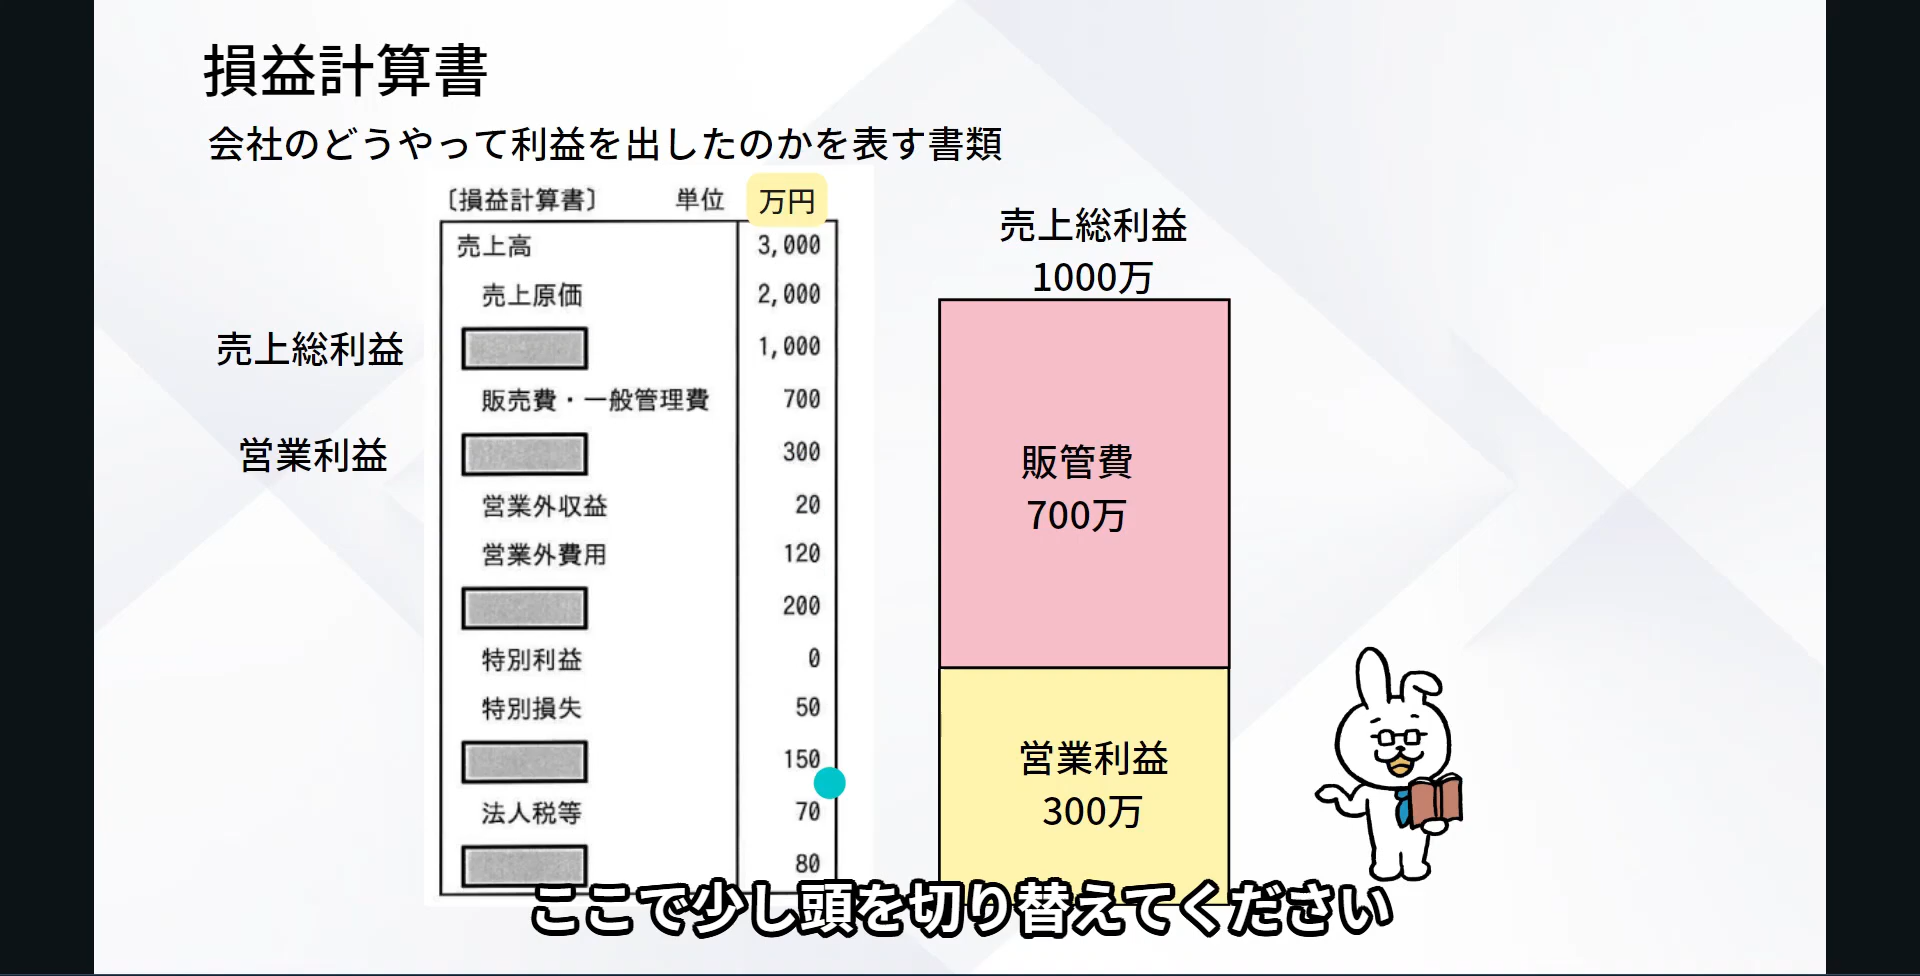 損益計算書
会社のどうやって利益を出したのかを表す書類
〔損益計算書〕 単位 万円
売上高 3,000
売上原価 2,000
売上総利益 1,000
販売費・一般管理費 700
営業利益 300
営業外収益 20
営業外費用 120
200
特別利益 0
特別損失 50
150
法人税等 70
80
売上総利益
1000万
販管費
700万
営業利益
300万
ここで少し頭を切り替えてください